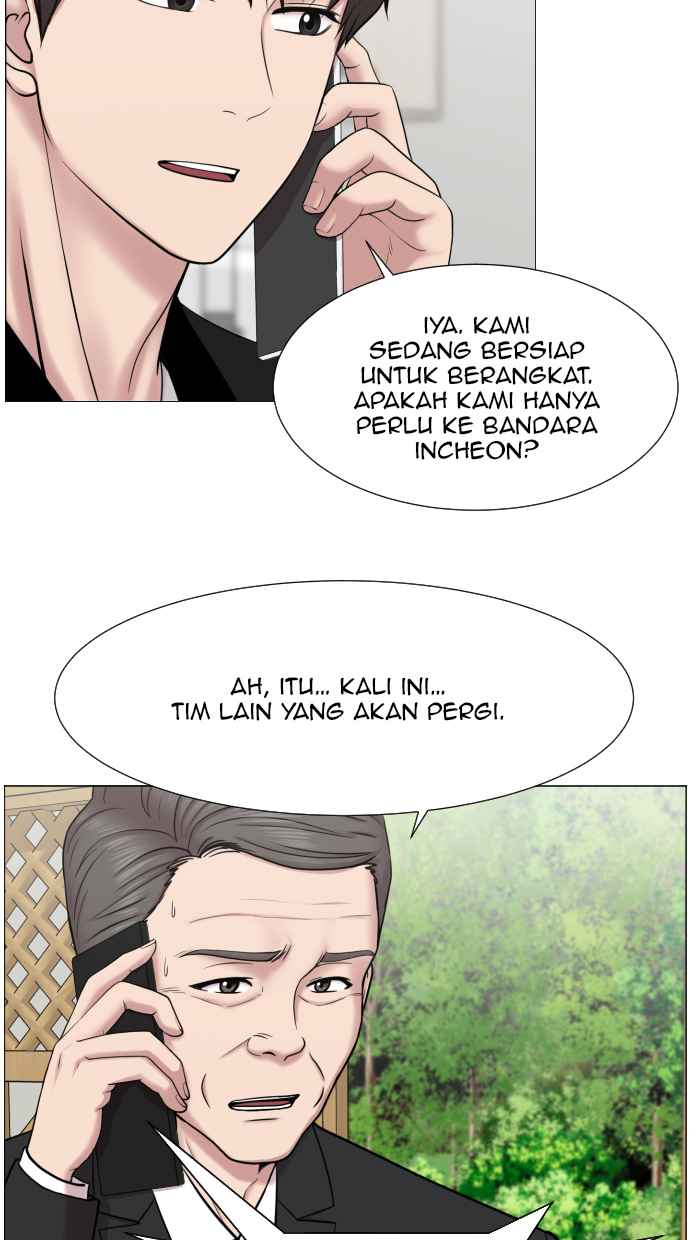 IYA. KAMI
SEDANG BERSIAP
UNTUK BERANGKAT.
APAKAH KAMI HANYA
PERLU KE BANDARA
INCHEON?
AH, ITU... KALI INI...
TIM LAIN YANG AKAN PERGI.